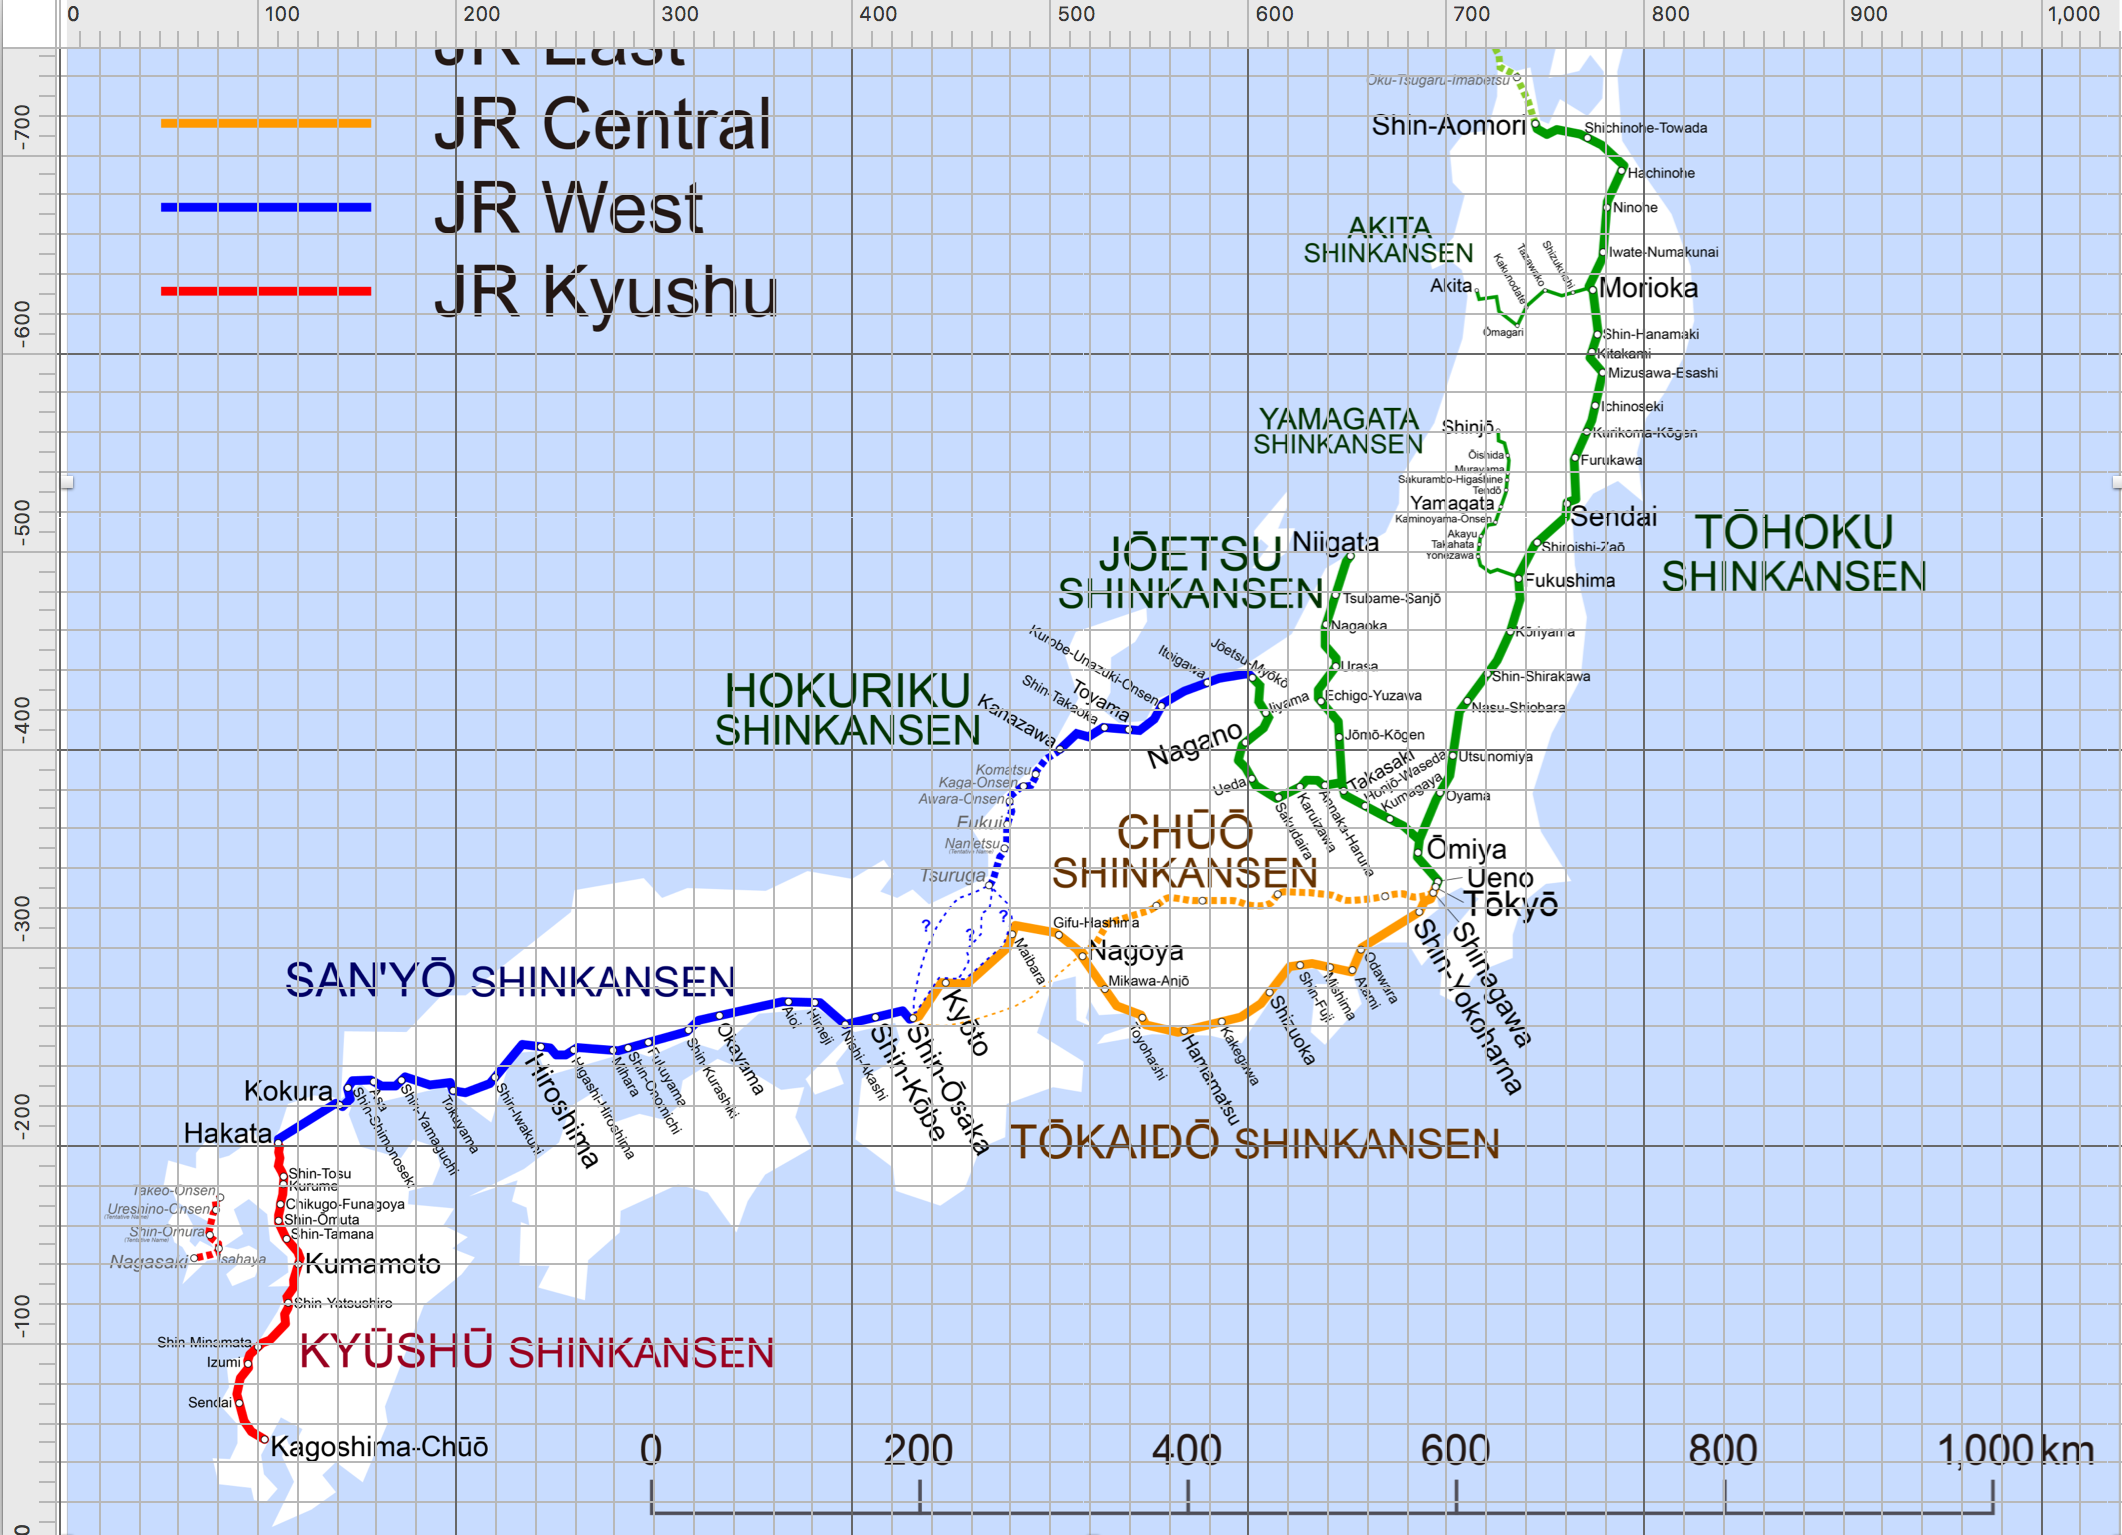 0
100
200
300
400
500
600
700
800
900
1,000
-700
-600
-500
-400
-300
-200
-100
0
JR East
JR Central
JR West
JR Kyushu
Oku-Tsugaru-Imabetsu
Shin-Aomori
Shichinohe-Towada
Hachinohe
Ninohe
Iwate-Numakunai
AKITA
SHINKANSEN
Akita
Kakunodate
Tazawako
Shizukuishi
Ōmagari
Morioka
Shin-Hanamaki
Kitakami
Mizusawa-Esashi
Ichinoseki
Kurikoma-Kōgen
Furukawa
YAMAGATA
SHINKANSEN
Shinjō
Ōishida
Murayama
Sakurambo-Higashine
Tendō
Yamagata
Kaminoyama-Onsen
Akayu
Takahata
Yonezawa
Sendai
Shiroishi-Zaō
Fukushima
TŌHOKU
SHINKANSEN
JŌETSU
SHINKANSEN
Niigata
Tsubame-Sanjō
Nagaoka
Urasa
Echigo-Yuzawa
Jōmō-Kōgen
Kōriyama
Shin-Shirakawa
Nasu-Shiobara
Utsunomiya
Oyama
HOKURIKU
SHINKANSEN
Kurobe-Unazuki-Onsen
Itoigawa
Jōetsu-Myōkō
Shin-Takaoka
Toyama
Kanazawa
Iiyama
Nagano
Ueda
Sakudaira
Karuizawa
Annaka-Haruna
Takasaki
Honjō-Waseda
Kumagaya
Komatsu
Kaga-Onsen
Awara-Onsen
Fukui
Nan'etsu
(Tentative Name)
Tsuruga
?
?
?
CHŪŌ
SHINKANSEN
Ōmiya
Ueno
Tōkyō
Shinagawa
Shin-Yokohama
Odawara
Atami
Mishima
Shin-Fuji
Shizuoka
Kakegawa
Hamamatsu
Toyohashi
Mikawa-Anjō
Nagoya
Gifu-Hashima
Maibara
Kyōto
Shin-Ōsaka
TŌKAIDŌ SHINKANSEN
SAN'YŌ SHINKANSEN
Shin-Kōbe
Nishi-Akashi
Himeji
Aioi
Okayama
Shin-Kurashiki
Fukuyama
Shin-Onomichi
Mihara
Higashi-Hiroshima
Hiroshima
Shin-Iwakuni
Tokuyama
Shin-Yamaguchi
Asa
Shin-Shimonoseki
Kokura
Hakata
Shin-Tosu
Kurume
Chikugo-Funagoya
Shin-Ōmuta
Shin-Tamana
Takeo-Onsen
Ureshino-Onsen
(Tentative Name)
Shin-Ōmura
(Tentative Name)
Nagasaki
Isahaya
Kumamoto
Shin-Yatsushiro
Shin-Minamata
KYŪSHŪ SHINKANSEN
Izumi
Sendai
Kagoshima-Chūō
0
200
400
600
800
1,000 km